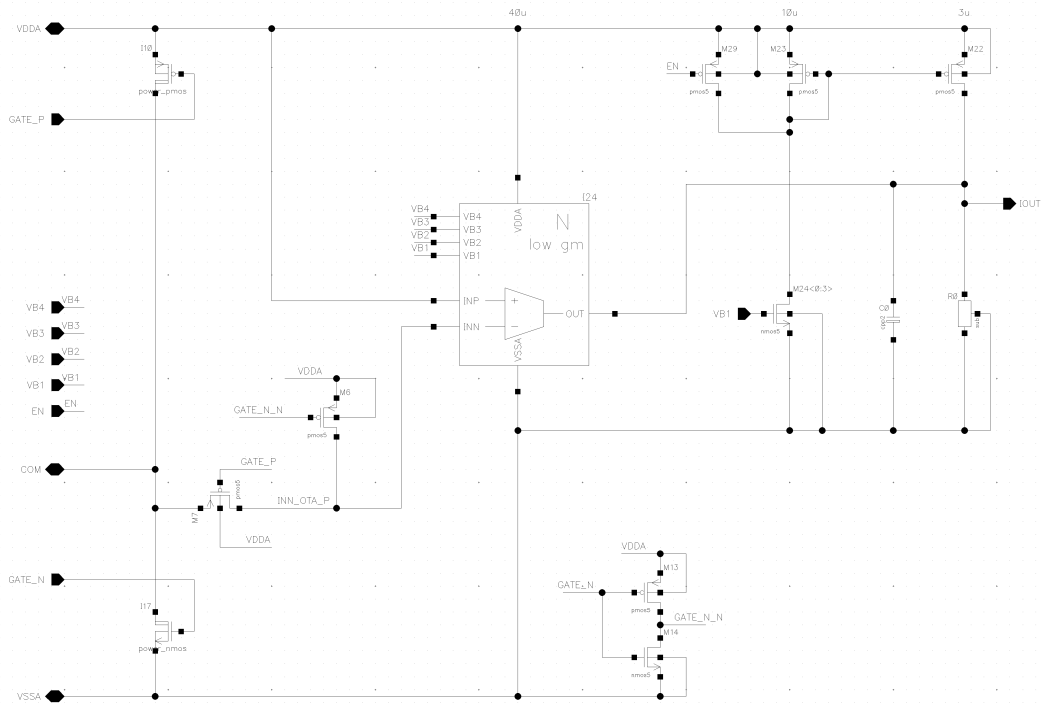 40u
10u
3u
VDDA
I10
power_pmos
GATE_P
M29
M23
M22
EN
pmos5
pmos5
pmos5
I24
VB4
VB3
VB2
VB1
VB4
VB3
VB2
VB1
VDDA
N
low gm
IOUT
INP
+
OUT
INN
−
VSSA
M24<0:3>
VB1
nmos5
C0
cap2
R0
VB4
VB4
VB3
VB3
VB2
VB2
VB1
VB1
EN
EN
VDDA
M6
GATE_N_N
pmos5
COM
GATE_P
pmos5
M7
INN_OTA_P
VDDA
VDDA
M13
GATE_N
pmos5
GATE_N_N
M14
nmos5
GATE_N
I17
power_nmos
VSSA